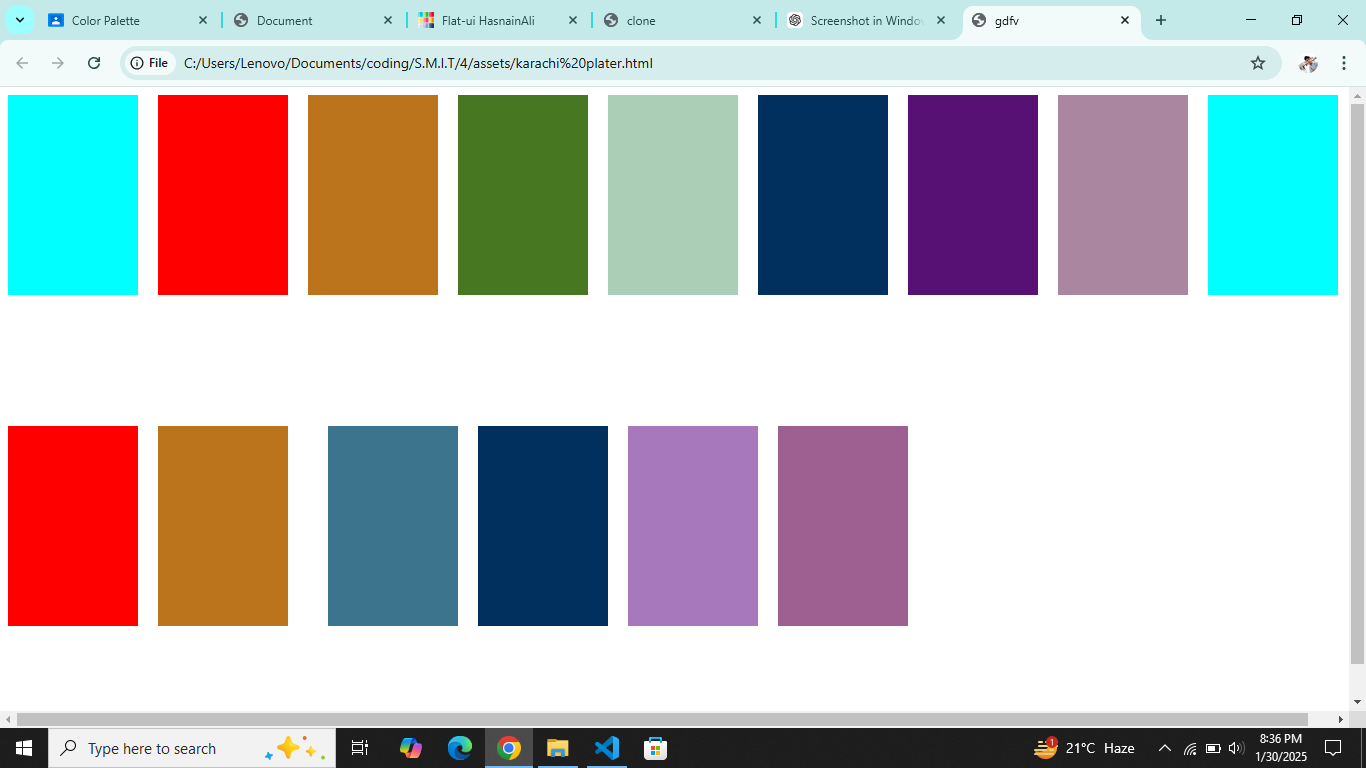 Color Palette
Document
Flat-ui HasnainAli
clone
Screenshot in Windo
gdfv
File
C:/Users/Lenovo/Documents/coding/S.M.I.T/4/assets/karachi%20plater.html
Type here to search
1
21°C Haze
8:36 PM
1/30/2025